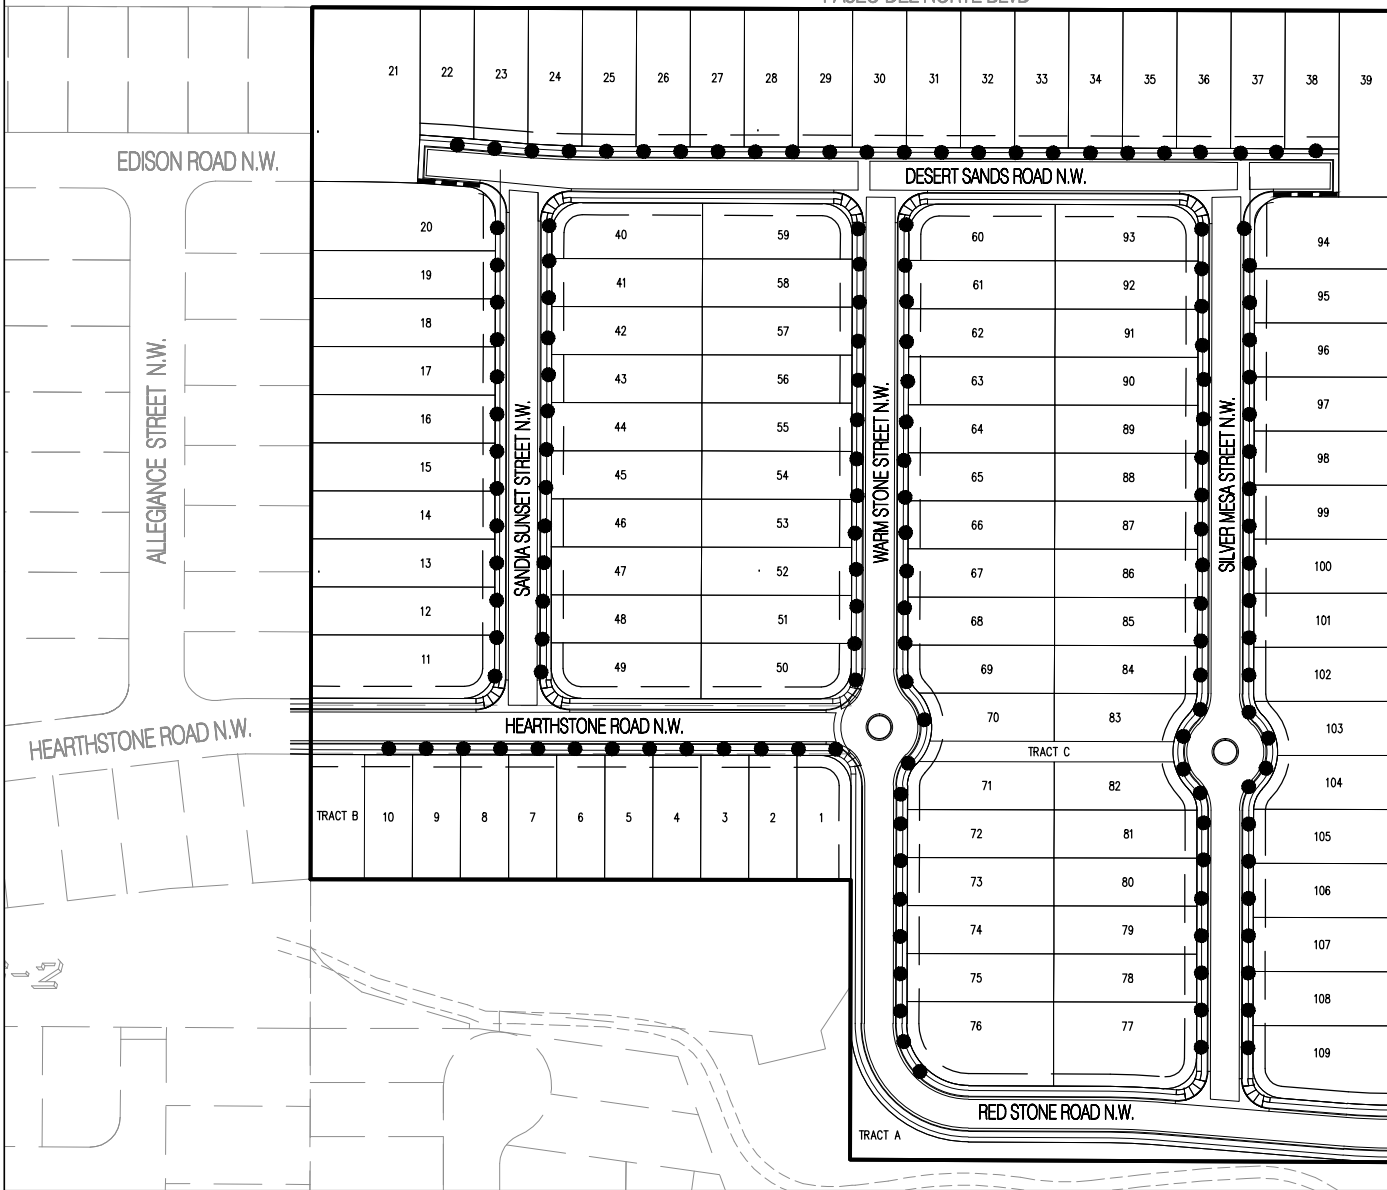 21 22 23 24 25 26 27 28 29 30 31 32 33 34 35 36 37 38 39
EDISON ROAD N.W.
DESERT SANDS ROAD N.W.
20 40 59 60 93 94
19 41 58 61 92 95
18 42 57 62 91 96
17 43 56 63 90 97
16 44 55 64 89 98
15 45 54 65 88 99
14 46 53 66 87 100
13 47 52 67 86 101
12 48 51 68 85 102
11 49 50 69 84 103
ALLEGIANCE STREET N.W.
SANDIA SUNSET STREET N.W.
WARM STONE STREET N.W.
SILVER MESA STREET N.W.
HEARTHSTONE ROAD N.W.
HEARTHSTONE ROAD N.W.
70 83
TRACT C
71 82 104
TRACT B 10 9 8 7 6 5 4 3 2 1
72 81 105
73 80 106
74 79 107
75 78 108
76 77 109
RED STONE ROAD N.W.
TRACT A